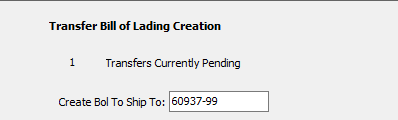 Transfer Bill of Lading Creation
1 Transfers Currently Pending
Create Bol To Ship To: 60937-99